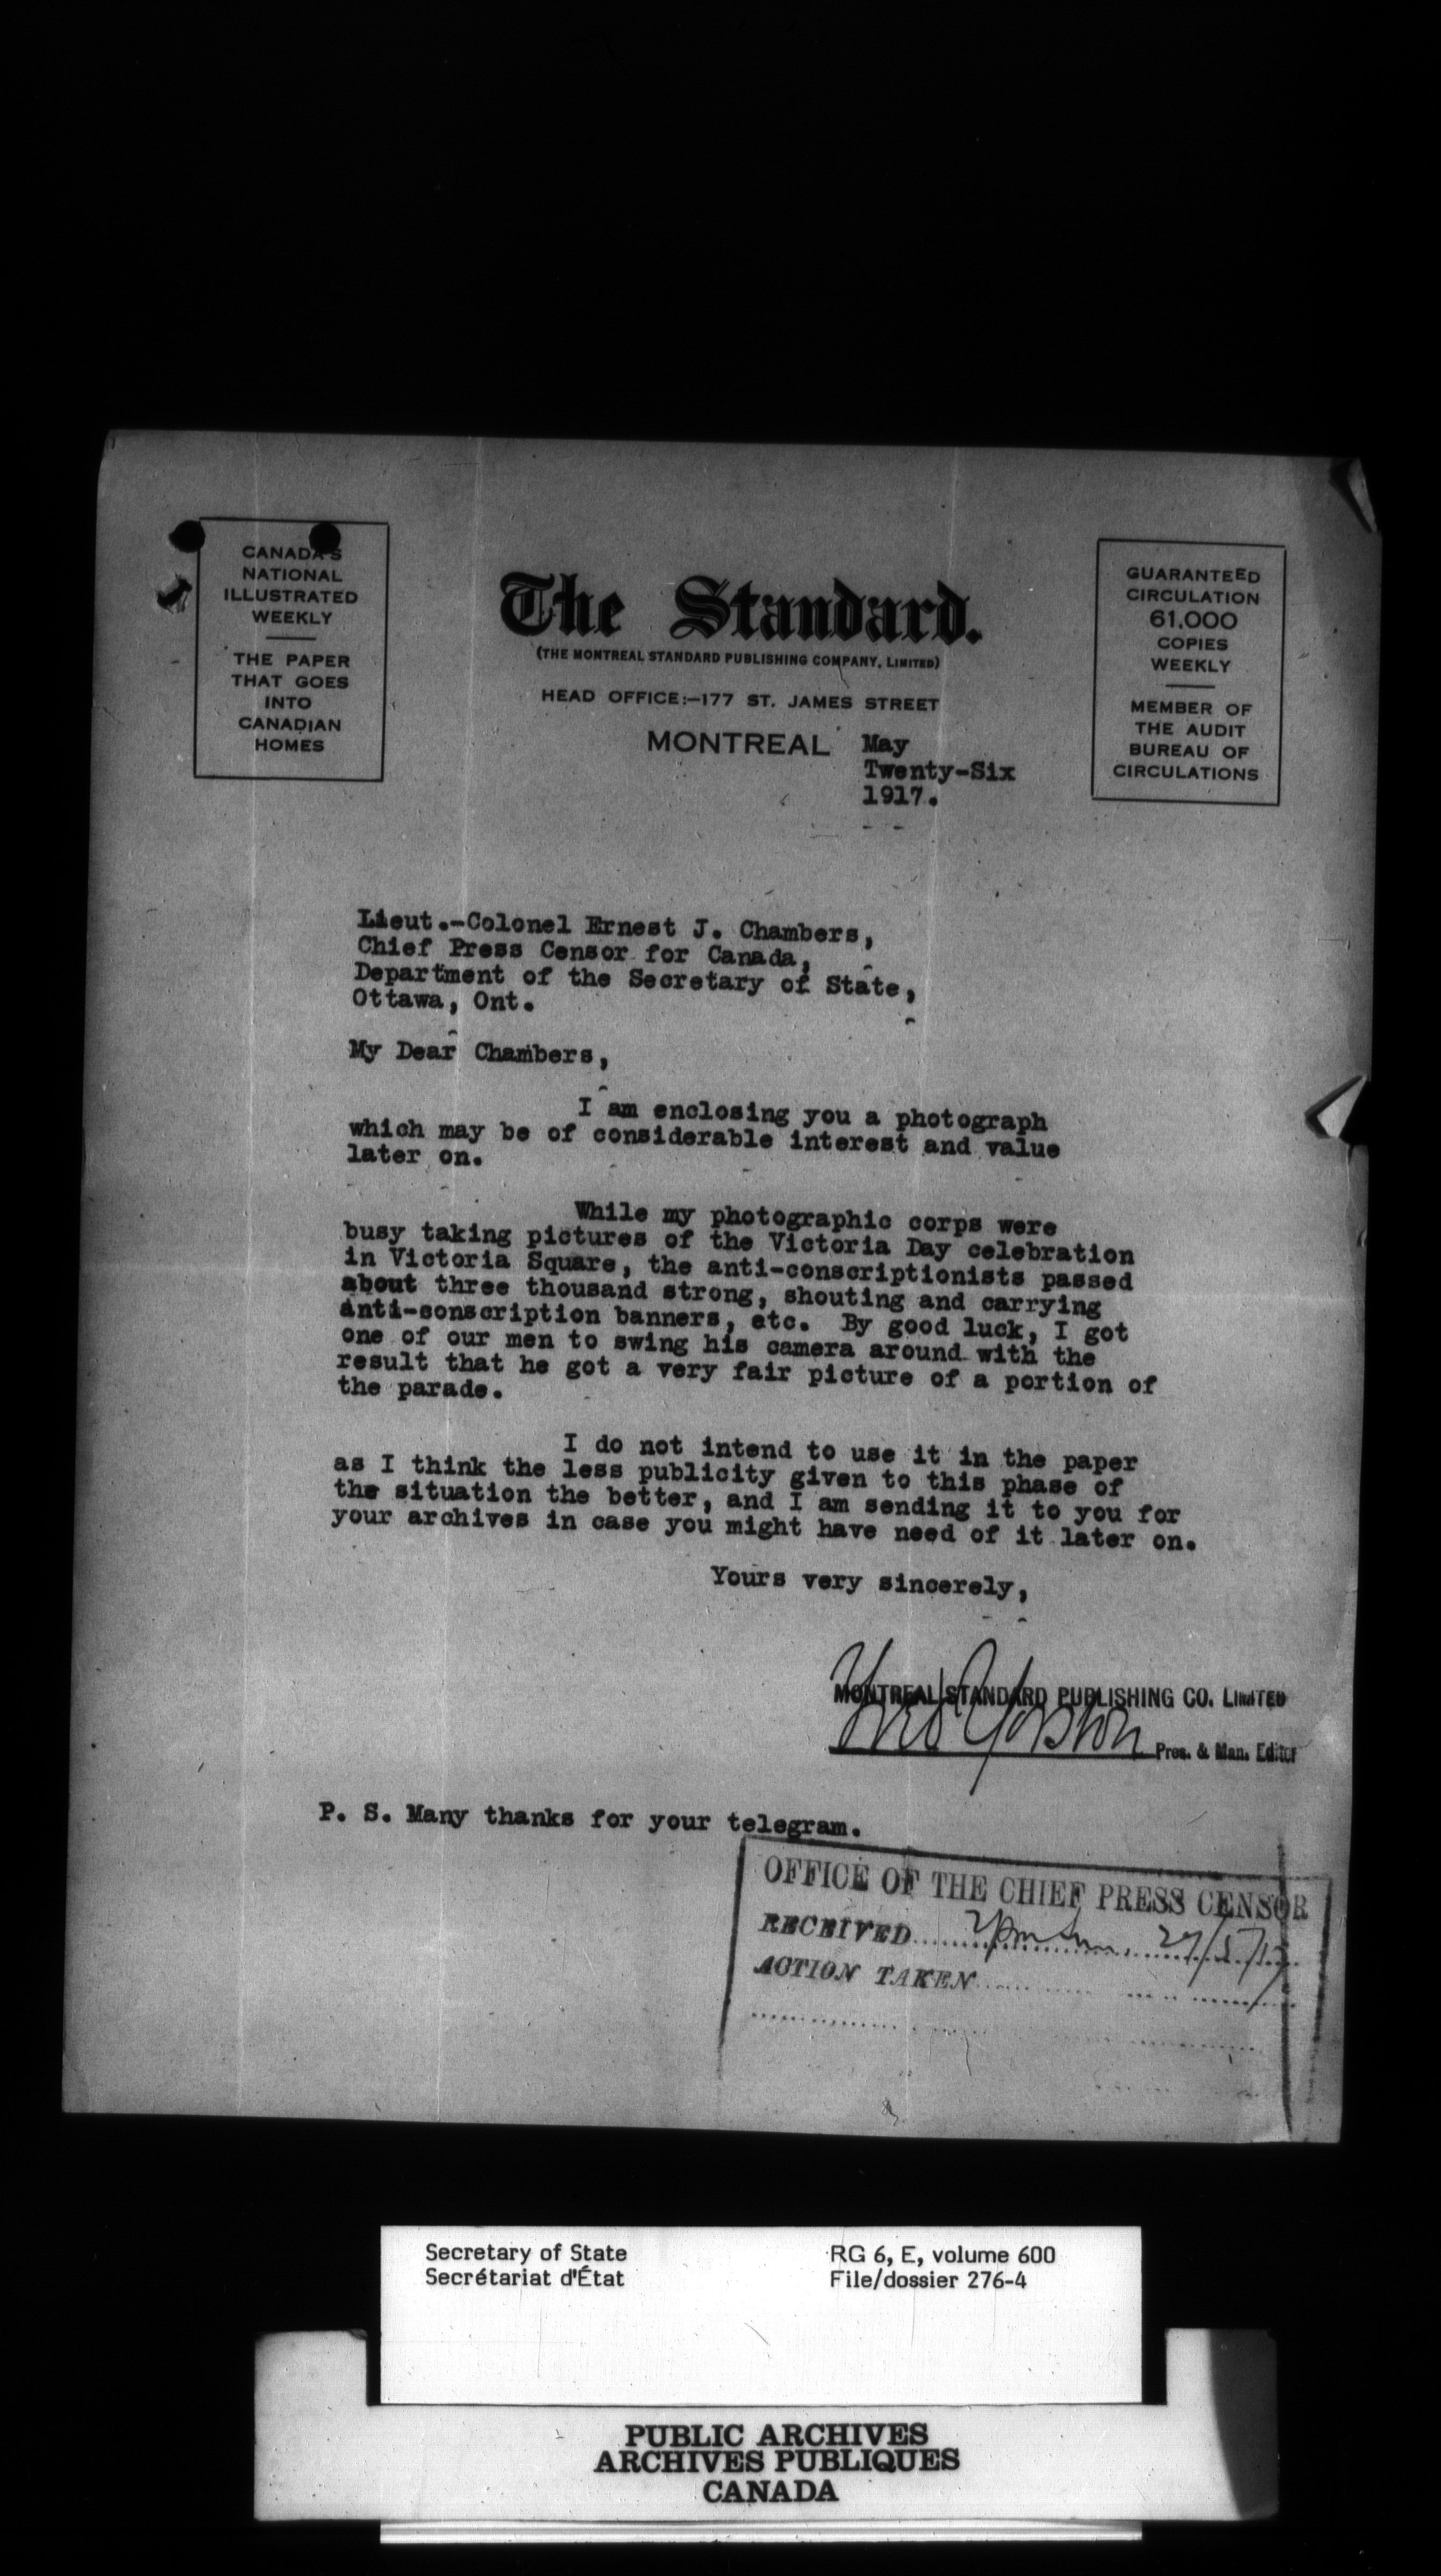 CANADA'S
NATIONAL
ILLUSTRATED
WEEKLY
THE PAPER
THAT GOES
INTO
CANADIAN
HOMES
The Standard.
(THE MONTREAL STANDARD PUBLISHING COMPANY, LIMITED)
HEAD OFFICE:-177 ST. JAMES STREET
MONTREAL May
Twenty-Six
1917.
GUARANTEED
CIRCULATION
61,000
COPIES
WEEKLY
MEMBER OF
THE AUDIT
BUREAU OF
CIRCULATIONS
Lieut.-Colonel Ernest J. Chambers,
Chief Press Censor for Canada,
Department of the Secretary of State,
Ottawa, Ont.
My Dear Chambers,
I am enclosing you a photograph
which may be of considerable interest and value
later on.
While my photographic corps were
busy taking pictures of the Victoria Day celebration
in Victoria Square, the anti-conscriptionists passed
about three thousand strong, shouting and carrying
anti-sonscription banners, etc. By good luck, I got
one of our men to swing his camera around with the
result that he got a very fair picture of a portion of
the parade.
I do not intend to use it in the paper
as I think the less publicity given to this phase of
the situation the better, and I am sending it to you for
your archives in case you might have need of it later on.
Yours very sincerely,
MONTREAL STANDARD PUBLISHING CO. LIMITED
Pres. & Man. Editor
P. S. Many thanks for your telegram.
OFFICE OF THE CHIEF PRESS CENSOR
RECEIVED 2pm 27/5/17
ACTION TAKEN
Secretary of State
Secrétariat d'État
RG 6, E, volume 600
File/dossier 276-4
PUBLIC ARCHIVES
ARCHIVES PUBLIQUES
CANADA